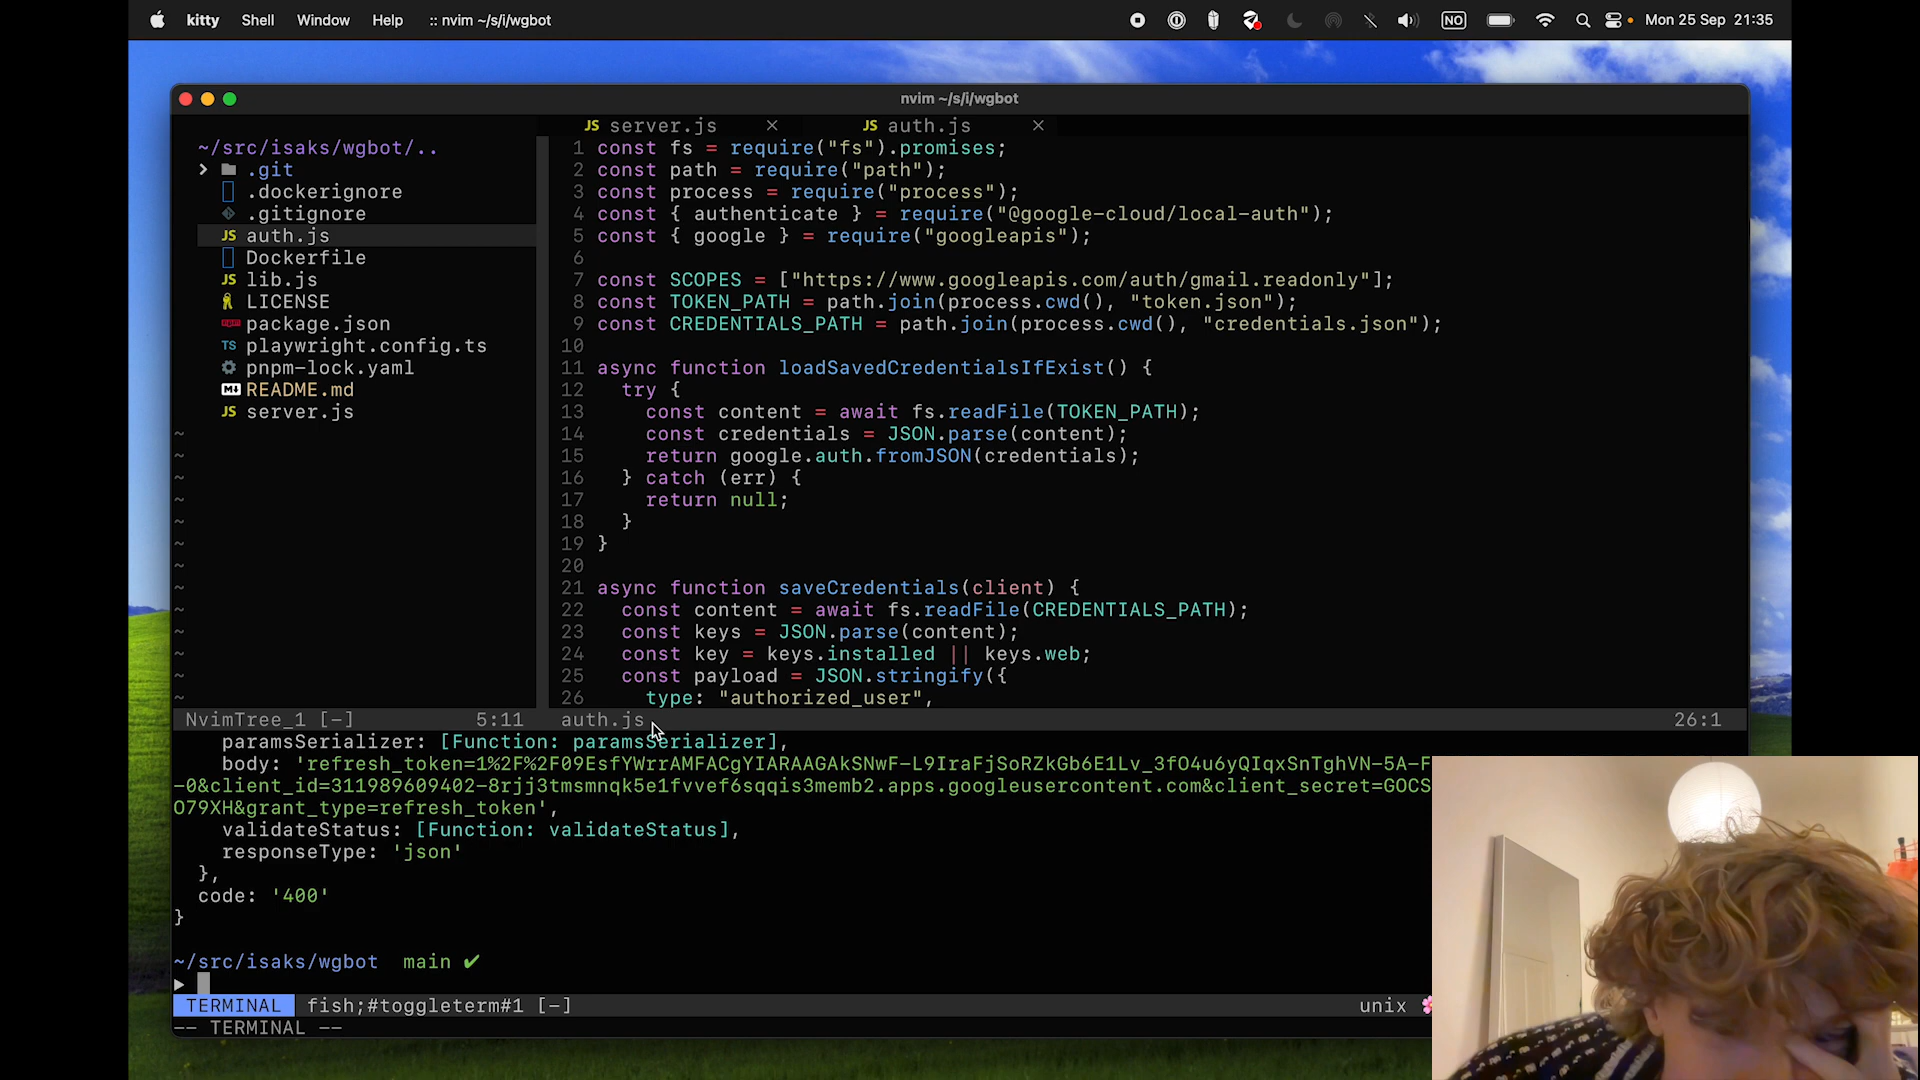 kitty Shell Window Help :: nvim ~/s/i/wgbot NO Mon 25 Sep 21:35
nvim ~/s/i/wgbot
JS server.js × JS auth.js ×
~/src/isaks/wgbot/..
.git
.dockerignore
.gitignore
JS auth.js
Dockerfile
JS lib.js
LICENSE
npm package.json
TS playwright.config.ts
pnpm-lock.yaml
M README.md
JS server.js
~
~
~
~
~
~
~
~
~
~
~
~
~
1 const fs = require("fs").promises;
2 const path = require("path");
3 const process = require("process");
4 const { authenticate } = require("@google-cloud/local-auth");
5 const { google } = require("googleapis");
6
7 const SCOPES = ["https://www.googleapis.com/auth/gmail.readonly"];
8 const TOKEN_PATH = path.join(process.cwd(), "token.json");
9 const CREDENTIALS_PATH = path.join(process.cwd(), "credentials.json");
10
11 async function loadSavedCredentialsIfExist() {
12 try {
13 const content = await fs.readFile(TOKEN_PATH);
14 const credentials = JSON.parse(content);
15 return google.auth.fromJSON(credentials);
16 } catch (err) {
17 return null;
18 }
19 }
20
21 async function saveCredentials(client) {
22 const content = await fs.readFile(CREDENTIALS_PATH);
23 const keys = JSON.parse(content);
24 const key = keys.installed || keys.web;
25 const payload = JSON.stringify({
26 type: "authorized_user",
NvimTree_1 [-] 5:11 auth.js 26:1
paramsSerializer: [Function: paramsSerializer],
body: 'refresh_token=1%2F%2F09EsfYWrrAMFACgYIARAAGAkSNwF-L9IraFjSoRZkGb6E1Lv_3fO4u6yQIqxSnTghVN-5A-F
-0&client_id=311989609402-8rjj3tmsmnqk5e1fvvef6sqqis3memb2.apps.googleusercontent.com&client_secret=GOCS
O79XH&grant_type=refresh_token',
validateStatus: [Function: validateStatus],
responseType: 'json'
},
code: '400'
}
~/src/isaks/wgbot main ✔
TERMINAL fish;#toggleterm#1 [-] unix
-- TERMINAL --